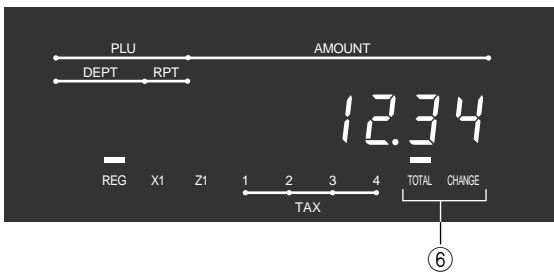 PLU AMOUNT
DEPT RPT
12.34
REG X1 Z1 1 2 3 4 TOTAL CHANGE
TAX
⑥